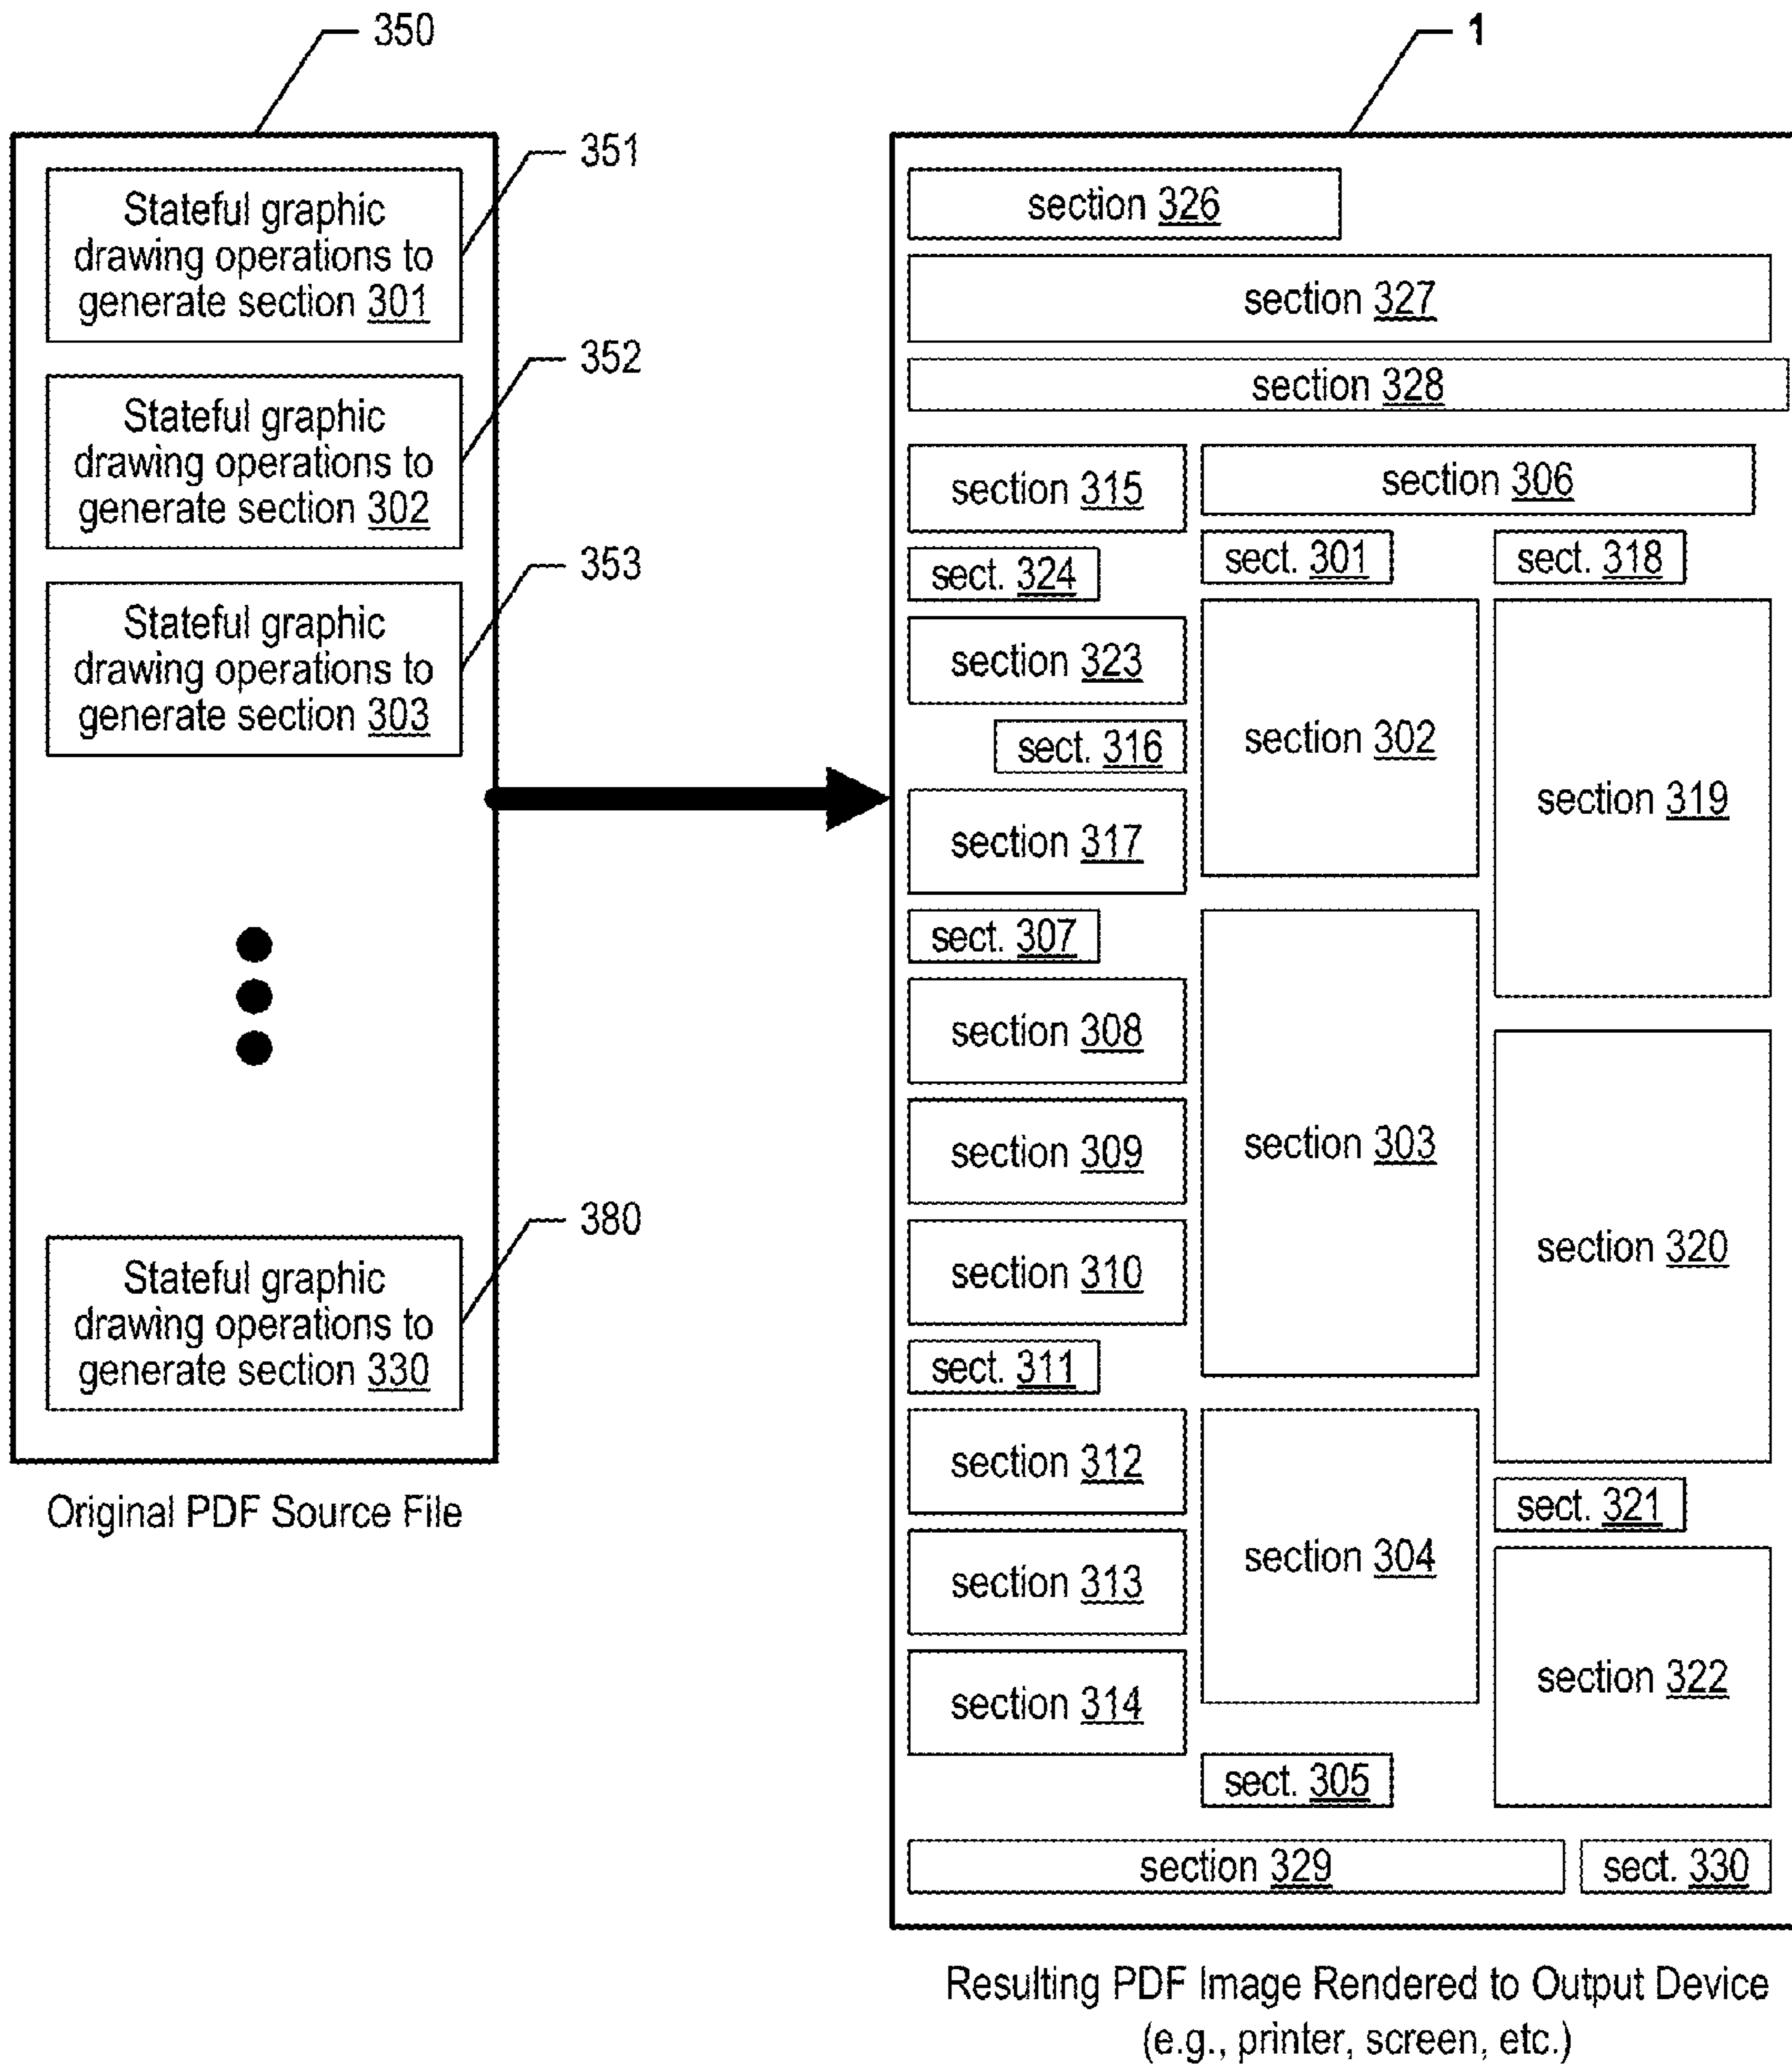 350
351
Stateful graphic
drawing operations to
generate section 301
352
Stateful graphic
drawing operations to
generate section 302
353
Stateful graphic
drawing operations to
generate section 303
380
Stateful graphic
drawing operations to
generate section 330
Original PDF Source File
1
section 326
section 327
section 328
section 315
sect. 324
section 323
sect. 316
section 317
sect. 307
section 308
section 309
section 310
sect. 311
section 312
section 313
section 314
section 306
sect. 301
section 302
section 303
section 304
sect. 305
sect. 318
section 319
section 320
sect. 321
section 322
section 329
sect. 330
Resulting PDF Image Rendered to Output Device
(e.g., printer, screen, etc.)